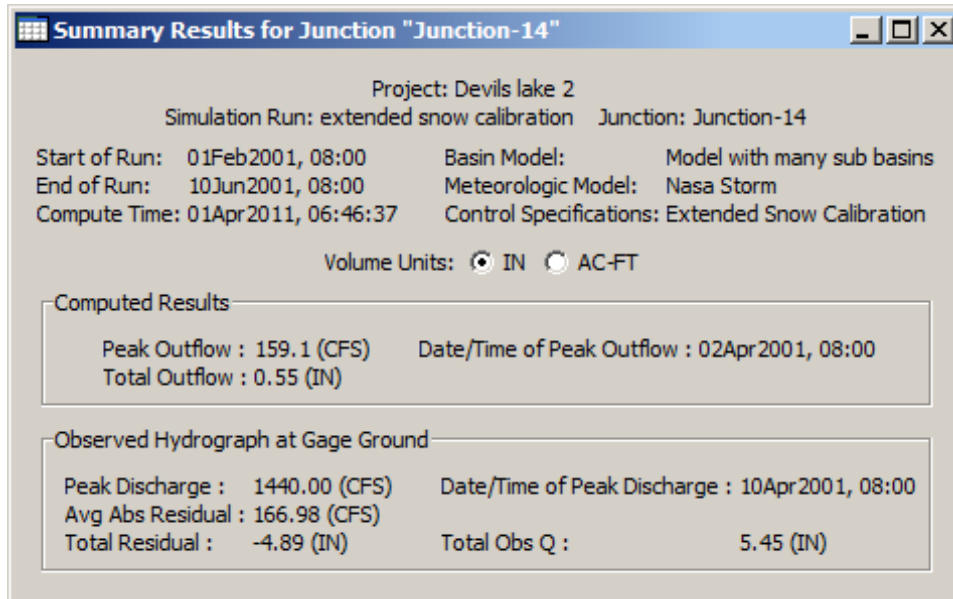 Summary Results for Junction "Junction-14"
Project: Devils lake 2
Simulation Run: extended snow calibration Junction: Junction-14
Start of Run: 01Feb2001, 08:00 Basin Model: Model with many sub basins
End of Run: 10Jun2001, 08:00 Meteorologic Model: Nasa Storm
Compute Time: 01Apr2011, 06:46:37 Control Specifications: Extended Snow Calibration
Volume Units: IN AC-FT
Computed Results
Peak Outflow : 159.1 (CFS) Date/Time of Peak Outflow : 02Apr2001, 08:00
Total Outflow : 0.55 (IN)
Observed Hydrograph at Gage Ground
Peak Discharge : 1440.00 (CFS) Date/Time of Peak Discharge : 10Apr2001, 08:00
Avg Abs Residual : 166.98 (CFS)
Total Residual : -4.89 (IN) Total Obs Q : 5.45 (IN)